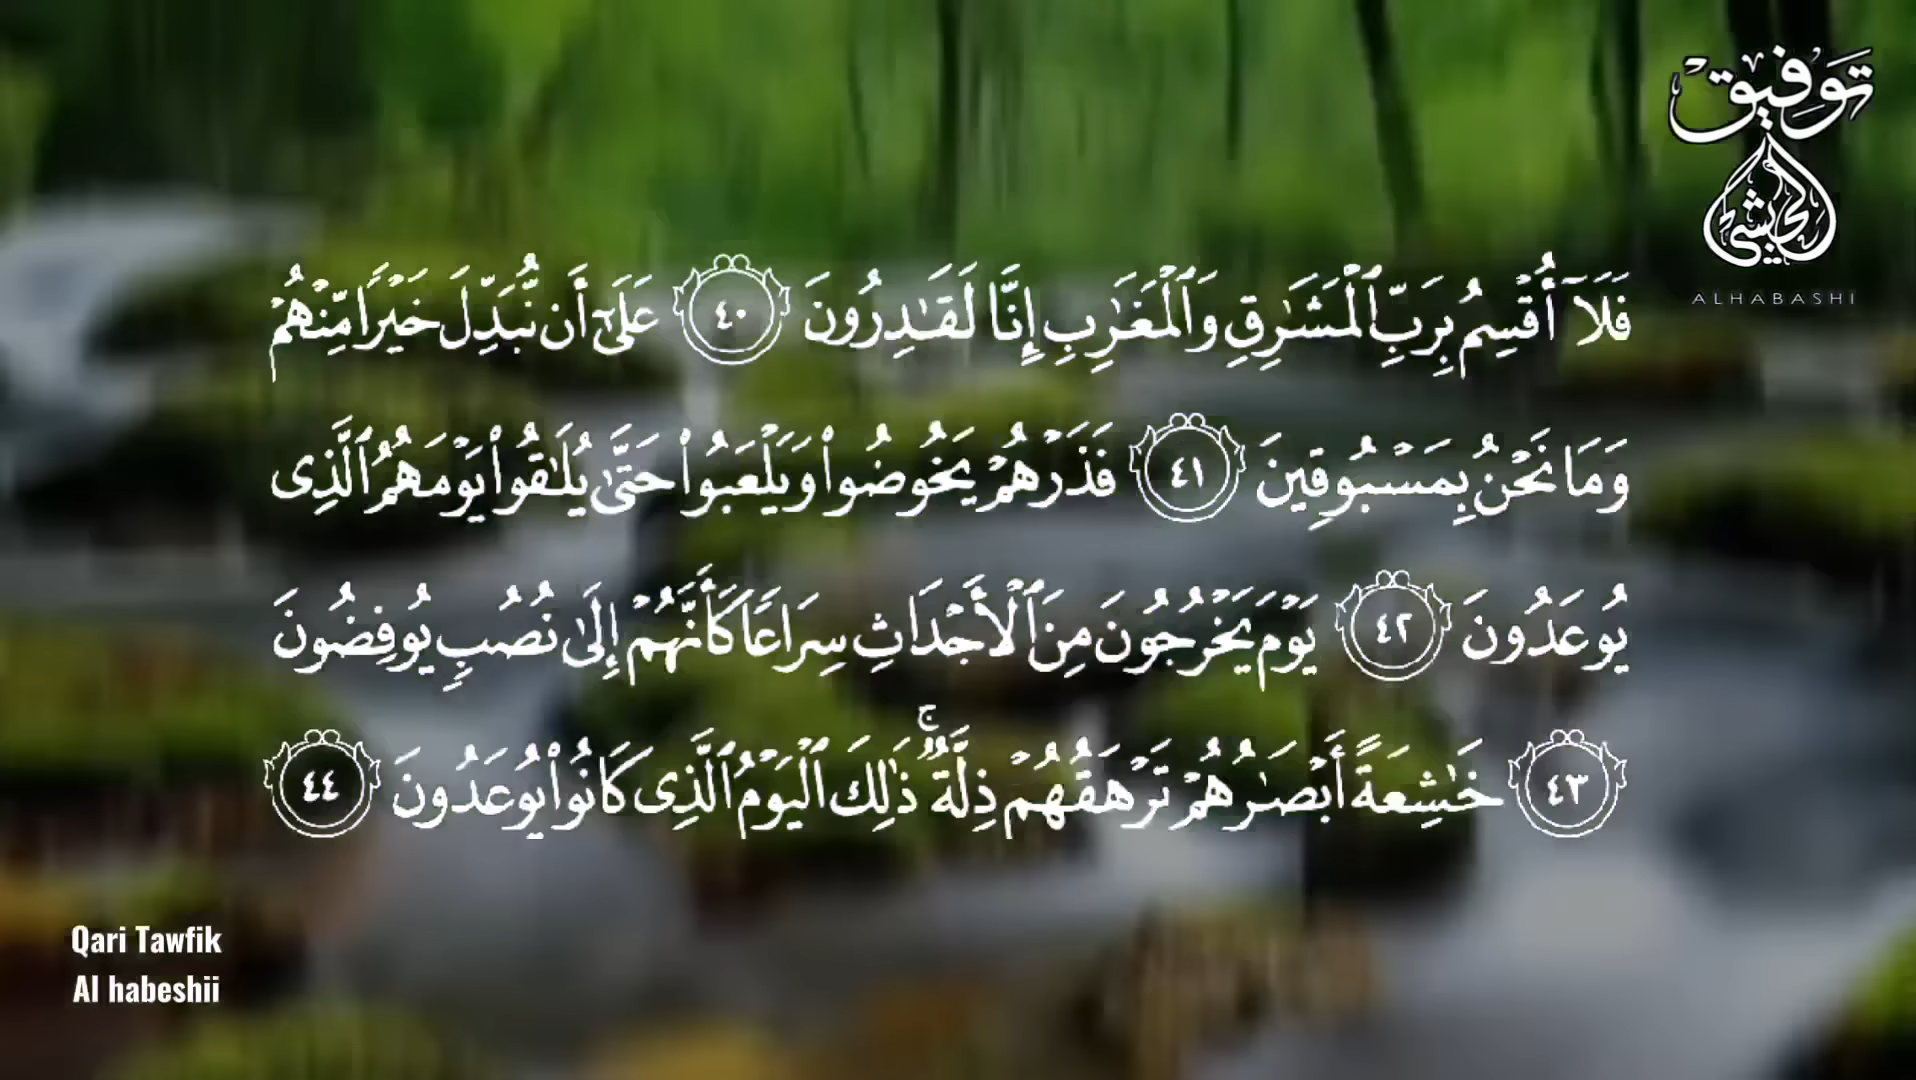 توفيق
الحبشي
ALHABASHI
فَلَآ أُقْسِمُ بِرَبِّ ٱلْمَشَـٰرِقِ وَٱلْمَغَـٰرِبِ إِنَّا لَقَـٰدِرُونَ ٤٠ عَلَىٰٓ أَن نُّبَدِّلَ خَيْرًا مِّنْهُمْ
وَمَا نَحْنُ بِمَسْبُوقِينَ ٤١ فَذَرْهُمْ يَخُوضُوا۟ وَيَلْعَبُوا۟ حَتَّىٰ يُلَـٰقُوا۟ يَوْمَهُمُ ٱلَّذِى
يُوعَدُونَ ٤٢ يَوْمَ يَخْرُجُونَ مِنَ ٱلْأَجْدَاثِ سِرَاعًا كَأَنَّهُمْ إِلَىٰ نُصُبٍ يُوفِضُونَ
٤٣ خَـٰشِعَةً أَبْصَـٰرُهُمْ تَرْهَقُهُمْ ذِلَّةٌ ۚ ذَٰلِكَ ٱلْيَوْمُ ٱلَّذِى كَانُوا۟ يُوعَدُونَ ٤٤
Qari Tawfik
Al habeshii